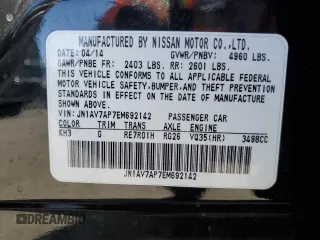 MANUFACTURED BY NISSAN MOTOR CO.,LTD.
DATE: 04/14 GVWR/PNBV: 4960 LBS.
GAWR/PNBE FR: 2403 LBS. RR: 2601 LBS.
THIS VEHICLE CONFORMS TO ALL APPLICABLE FEDERAL
MOTOR VEHICLE SAFETY,BUMPER,AND THEFT PREVENTION
STANDARDS IN EFFECT ON THE DATE OF MANUFACTURE
SHOWN ABOVE.
VIN: JN1AV7AP7EM692142 PASSENGER CAR
COLOR TRIM TRANS AXLE ENGINE
KH3 G RE7R01H RG26 VQ35(HR) 3498CC
JN1AV7AP7EM692142
DREAMBID